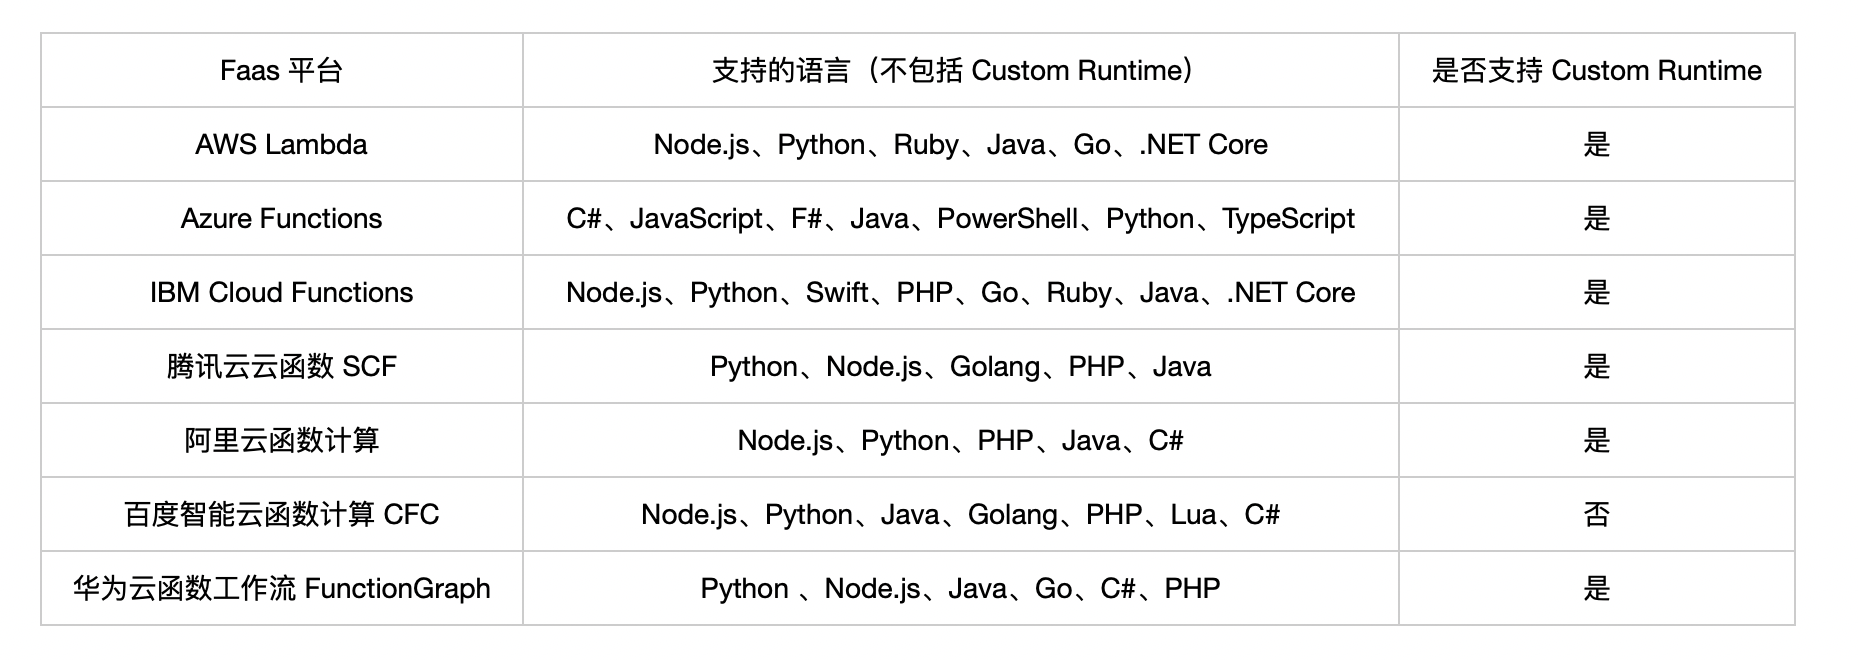 Faas 平台 支持的语言（不包括 Custom Runtime） 是否支持 Custom Runtime
AWS Lambda Node.js、Python、Ruby、Java、Go、.NET Core 是
Azure Functions C#、JavaScript、F#、Java、PowerShell、Python、TypeScript 是
IBM Cloud Functions Node.js、Python、Swift、PHP、Go、Ruby、Java、.NET Core 是
腾讯云云函数 SCF Python、Node.js、Golang、PHP、Java 是
阿里云函数计算 Node.js、Python、PHP、Java、C# 是
百度智能云函数计算 CFC Node.js、Python、Java、Golang、PHP、Lua、C# 否
华为云函数工作流 FunctionGraph Python 、Node.js、Java、Go、C#、PHP 是